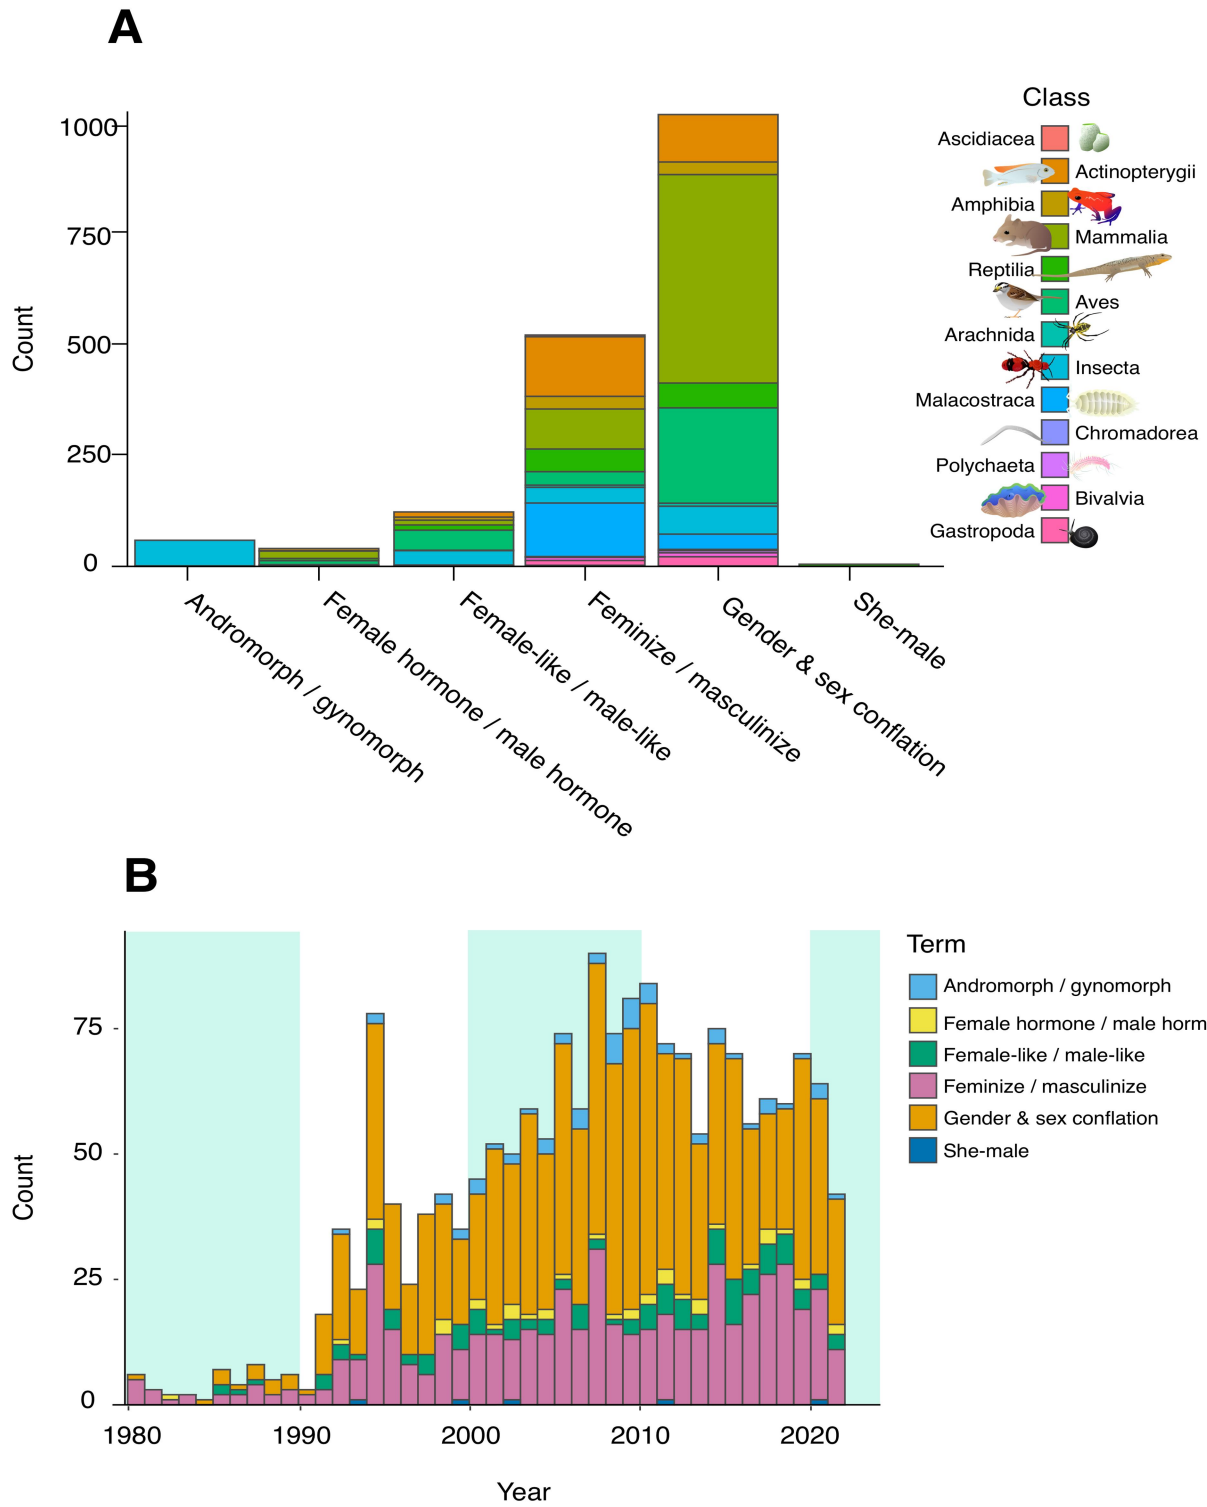 A
Class
Ascidiacea
Actinopterygii
Amphibia
Mammalia
Reptilia
Aves
Arachnida
Insecta
Malacostraca
Chromadorea
Polychaeta
Bivalvia
Gastropoda
Count
1000
750
500
250
0
Andromorph / gynomorph
Female hormone / male hormone
Female-like / male-like
Feminize / masculinize
Gender & sex conflation
She-male
B
Term
Andromorph / gynomorph
Female hormone / male horm
Female-like / male-like
Feminize / masculinize
Gender & sex conflation
She-male
Count
75
50
25
0
1980
1990
2000
2010
2020
Year